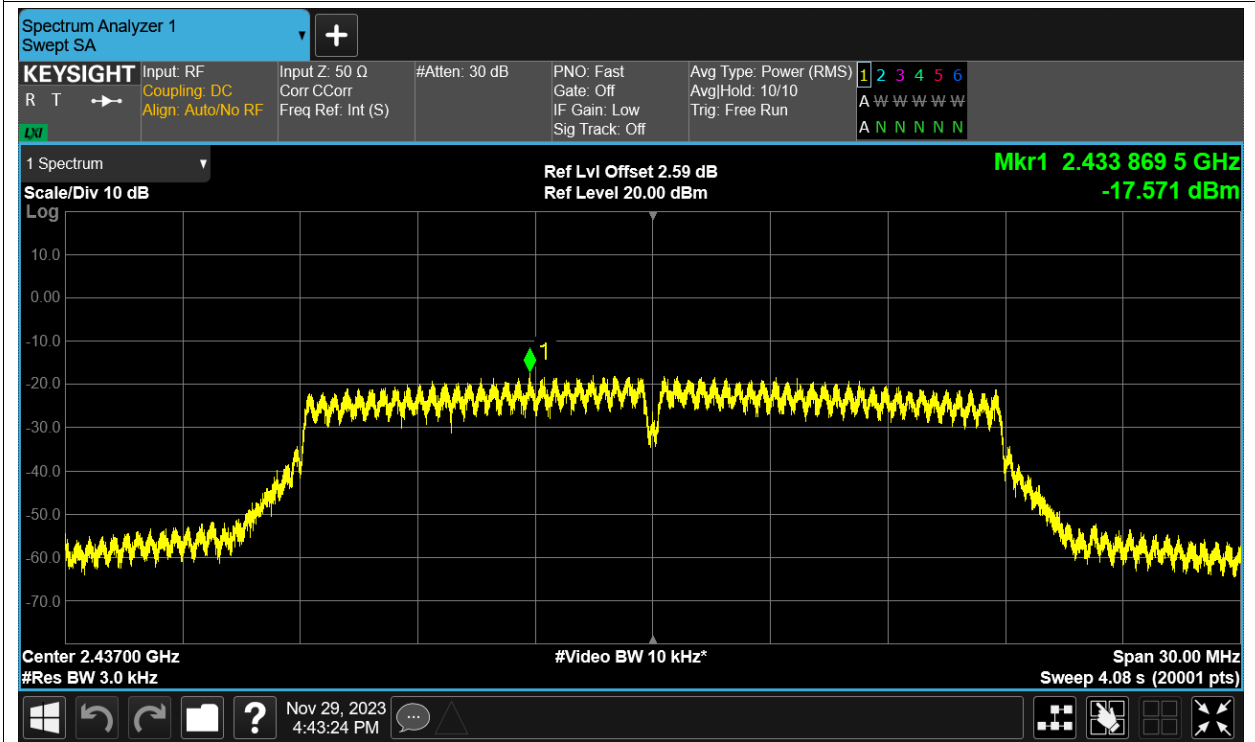 Spectrum Analyzer 1
Swept SA
+
KEYSIGHT
R T
LXI
Input: RF
Coupling: DC
Align: Auto/No RF
Input Z: 50 Ω
Corr CCorr
Freq Ref: Int (S)
#Atten: 30 dB
PNO: Fast
Gate: Off
IF Gain: Low
Sig Track: Off
Avg Type: Power (RMS)
Avg|Hold: 10/10
Trig: Free Run
1 2 3 4 5 6
A W W W W W
A N N N N N
1 Spectrum
Scale/Div 10 dB
Log
Ref Lvl Offset 2.59 dB
Ref Level 20.00 dBm
Mkr1 2.433 869 5 GHz
-17.571 dBm
10.0
0.00
-10.0
-20.0
-30.0
-40.0
-50.0
-60.0
-70.0
1
Center 2.43700 GHz
#Res BW 3.0 kHz
#Video BW 10 kHz*
Span 30.00 MHz
Sweep 4.08 s (20001 pts)
?
Nov 29, 2023
4:43:24 PM